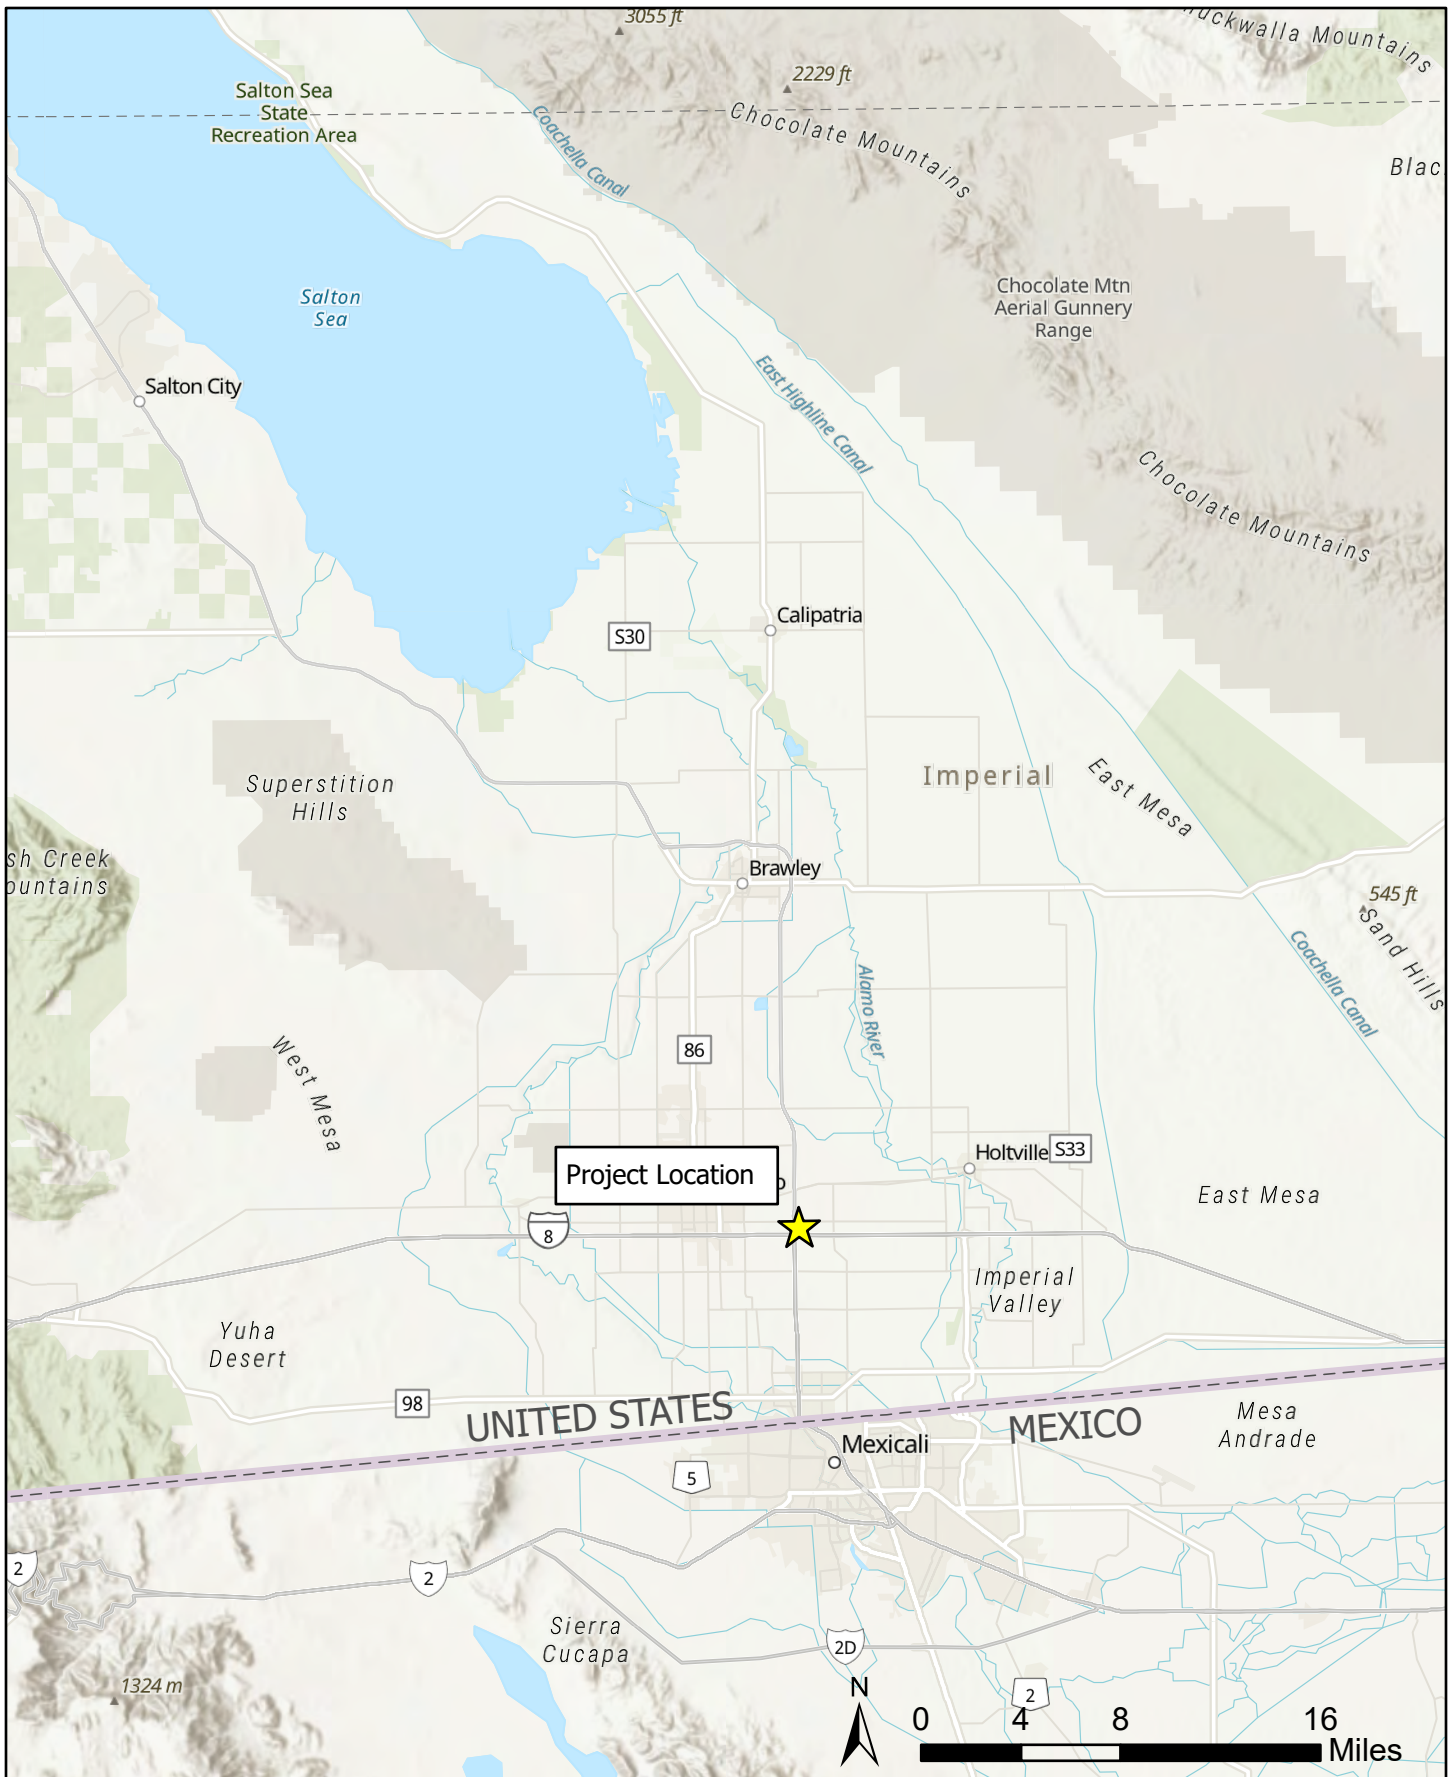 3055 ft
Mountains
2229 ft
Salton Sea
State
Recreation Area
Coachella Canal
Chocolate Mountains
Chocolate Mtn
Aerial Gunnery
Range
Salton
Sea
East Highline Canal
Salton City
Chocolate Mountains
Calipatria
S30
Imperial
East Mesa
Superstition
Hills
Creek
Brawley
545 ft
Sand Hills
Coachella Canal
Alamo River
86
West Mesa
Holtville
S33
Project Location
East Mesa
8
Imperial
Valley
Yuha
Desert
98
UNITED STATES
MEXICO
Mesa
Andrade
Mexicali
5
2
2
Sierra
Cucapa
2D
1324 m
N
2
0 4 8 16
Miles